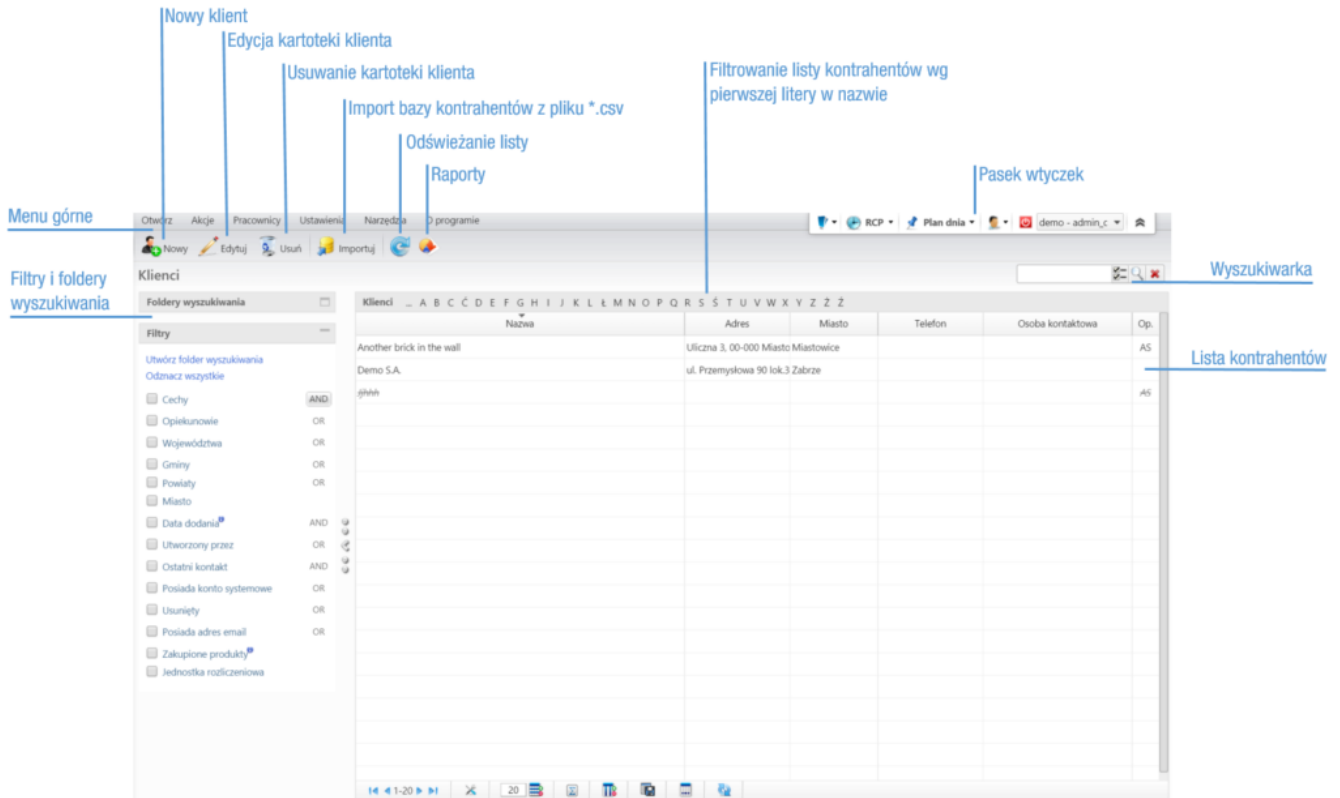 Nowy klient
Edycja kartoteki klienta
Usuwanie kartoteki klienta
Filtrowanie listy kontrahentów wg
pierwszej litery w nazwie
Import bazy kontrahentów z pliku *.csv
Odświeżanie listy
Raporty
Pasek wtyczek
Menu górne
Otwórz Akcje Pracownicy Ustawienia Narzędzia O programie
RCP Plan dnia demo - admin_c
Nowy Edytuj Usuń Importuj
Klienci
Wyszukiwarka
Filtry i foldery
wyszukiwania
Foldery wyszukiwania
Klienci _ A B C Ć D E F G H I J K L Ł M N O P Q R S Ś T U V W X Y Z Ź Ż
Filtry
Nazwa Adres Miasto Telefon Osoba kontaktowa Op.
Another brick in the wall Uliczna 3, 00-000 Miasto Miastowice AS
Utwórz folder wyszukiwania
Odznacz wszystkie
Demo S.A. ul. Przemysłowa 90 lok.3 Zabrze
Lista kontrahentów
Cechy AND
AS
Opiekunowie OR
Województwa OR
Gminy OR
Powiaty OR
Miasto
Data dodania AND
Utworzony przez OR
Ostatni kontakt AND
Posiada konto systemowe OR
Usunięty OR
Posiada adres email OR
Zakupione produkty
Jednostka rozliczeniowa
1-20 20